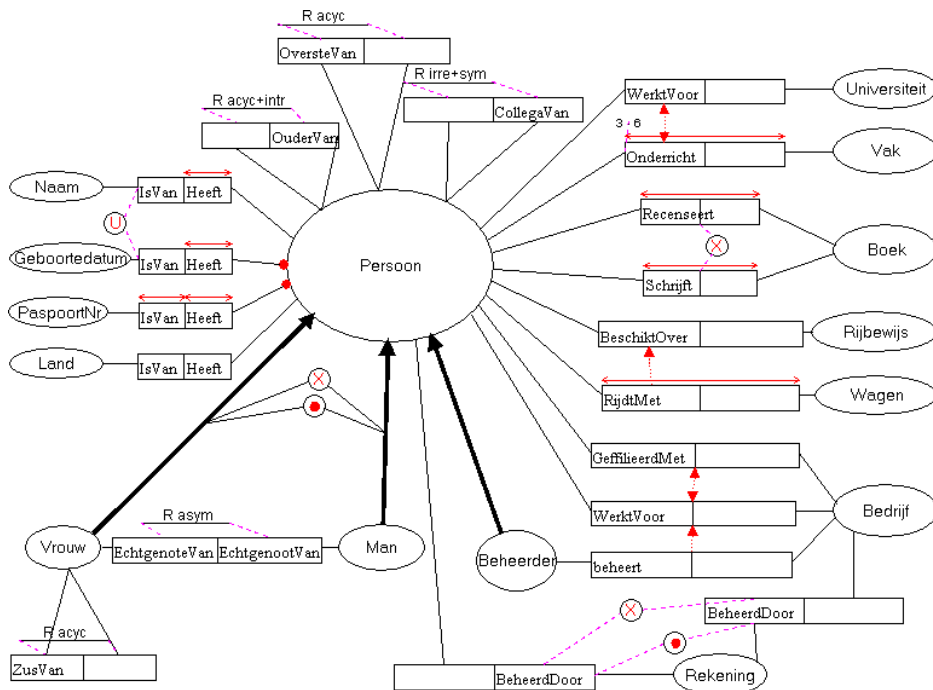 R acyc
OversteVan
R irre+sym
CollegaVan
R acyc+intr
OuderVan
WerktVoor
Universiteit
3 - 6
Onderricht
Vak
Naam
IsVan Heeft
U
Geboortedatum
IsVan Heeft
PaspoortNr
IsVan Heeft
Land
IsVan Heeft
Persoon
Recenseert
X
Boek
Schrijft
BeschiktOver
Rijbewijs
RijdtMet
Wagen
X
GeffilieerdMet
WerktVoor
Bedrijf
beheert
R asym
Vrouw
EchtgenoteVan EchtgenootVan
Man
Beheerder
R acyc
ZusVan
X
BeheerdDoor
BeheerdDoor
Rekening